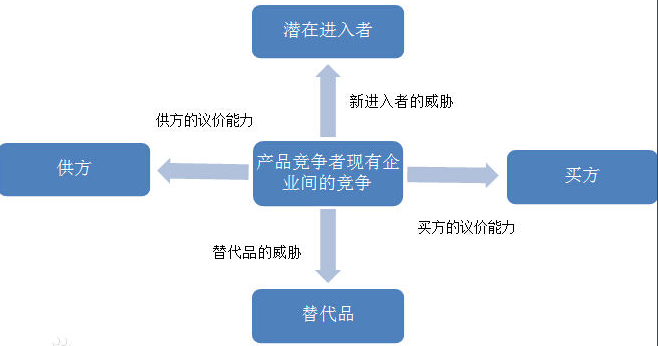 潜在进入者
新进入者的威胁
供方的议价能力
供方
产品竞争者现有企
业间的竞争
买方
买方的议价能力
替代品的威胁
替代品